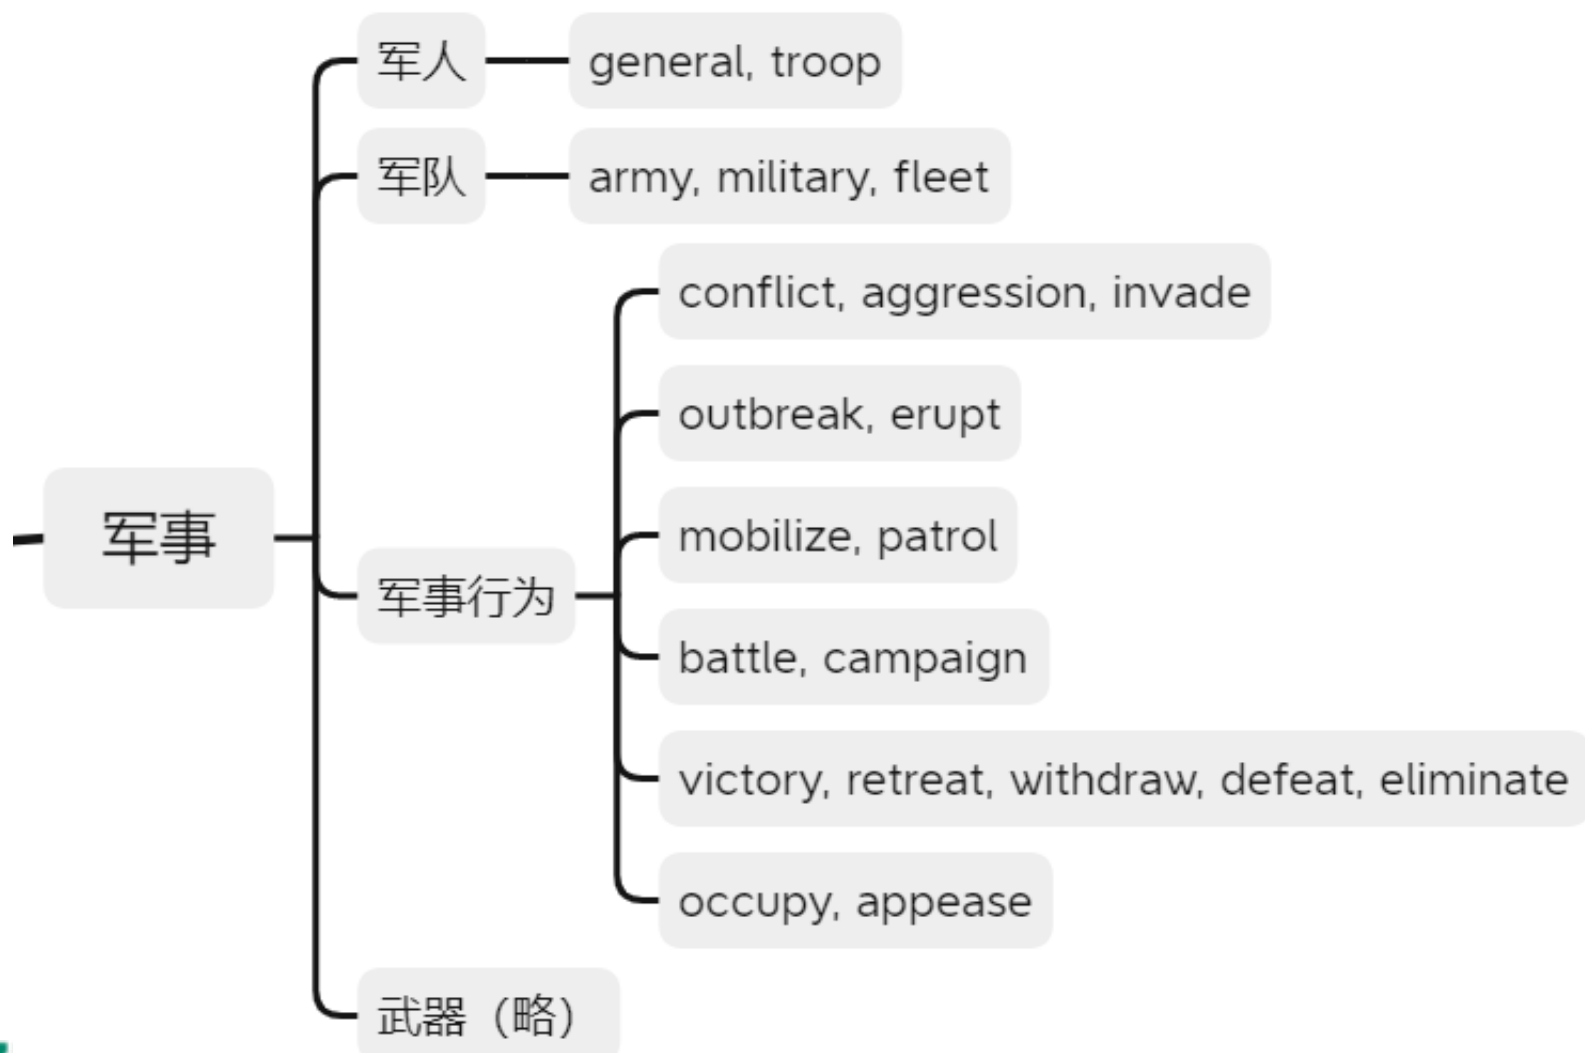 军人
general, troop
军队
army, military, fleet
conflict, aggression, invade
outbreak, erupt
mobilize, patrol
军事
军事行为
battle, campaign
victory, retreat, withdraw, defeat, eliminate
occupy, appease
武器（略）